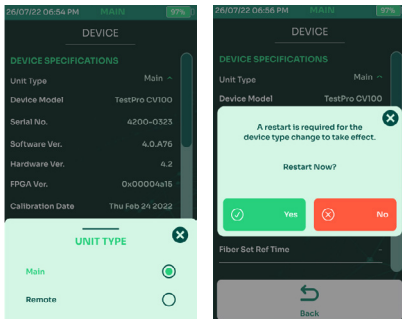 26/07/22 06:54 PM MAIN 97%
DEVICE
DEVICE SPECIFICATIONS
Unit Type Main
Device Model TestPro CV100
Serial No. 4200-0323
Software Ver. 4.0.A76
Hardware Ver. 4.2
FPGA Ver. 0x00004a15
Calibration Date Thu Feb 24 2022
UNIT TYPE
Main
Remote
26/07/22 06:56 PM MAIN 97%
DEVICE
DEVICE SPECIFICATIONS
Unit Type Main
Device Model TestPro CV100
A restart is required for the
device type change to take effect.
Restart Now?
Yes No
Fiber Set Ref Time -
Back